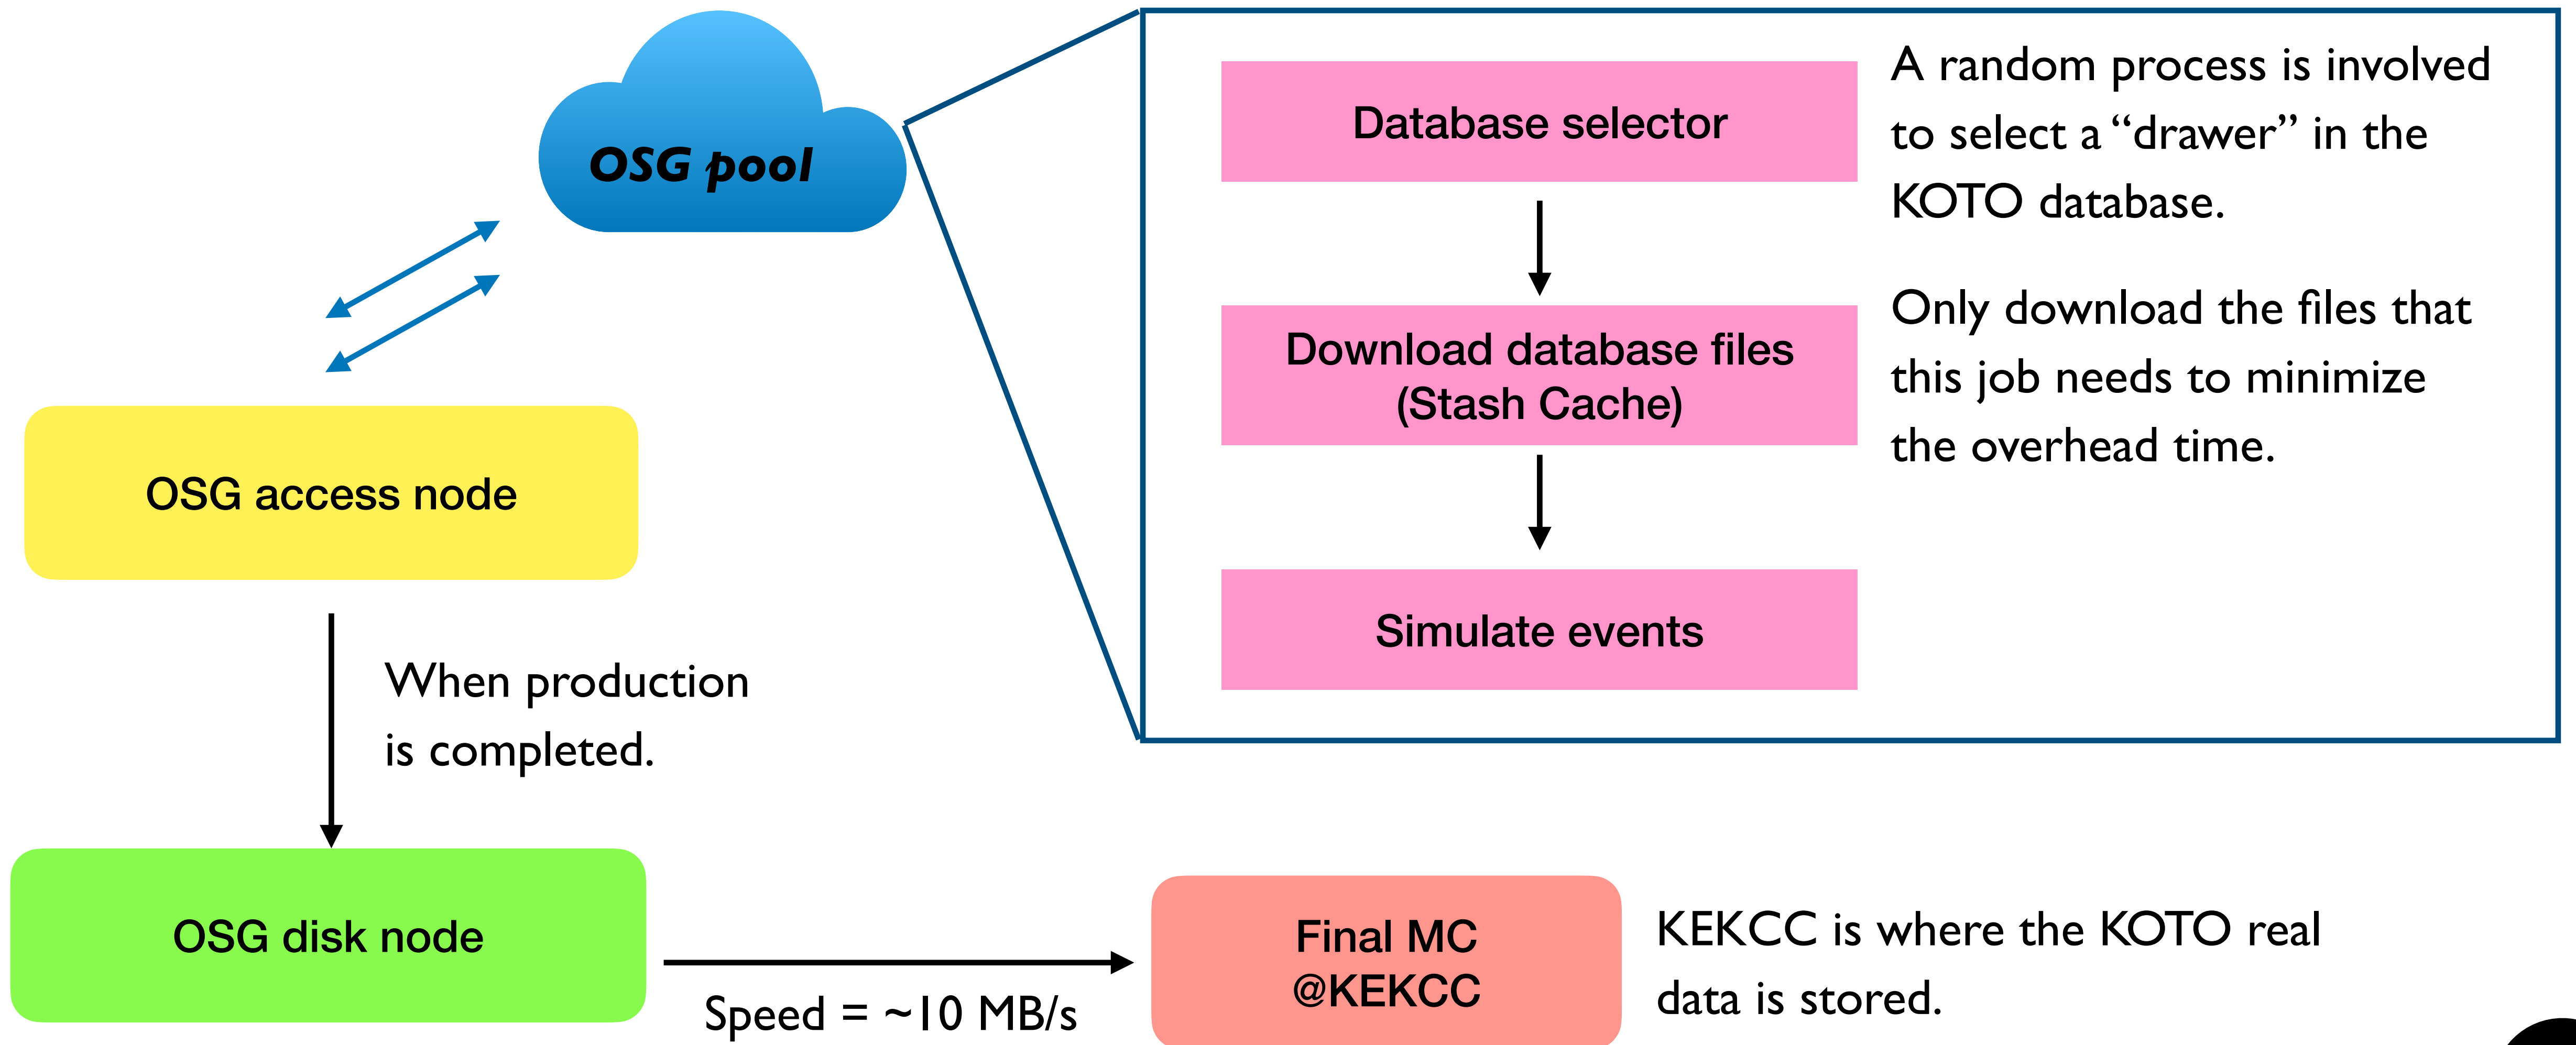 OSG pool
Database selector
A random process is involved
to select a “drawer” in the
KOTO database.
Download database files
(Stash Cache)
Only download the files that
this job needs to minimize
the overhead time.
Simulate events
OSG access node
When production
is completed.
OSG disk node
Speed = ~10 MB/s
Final MC
@KEKCC
KEKCC is where the KOTO real
data is stored.